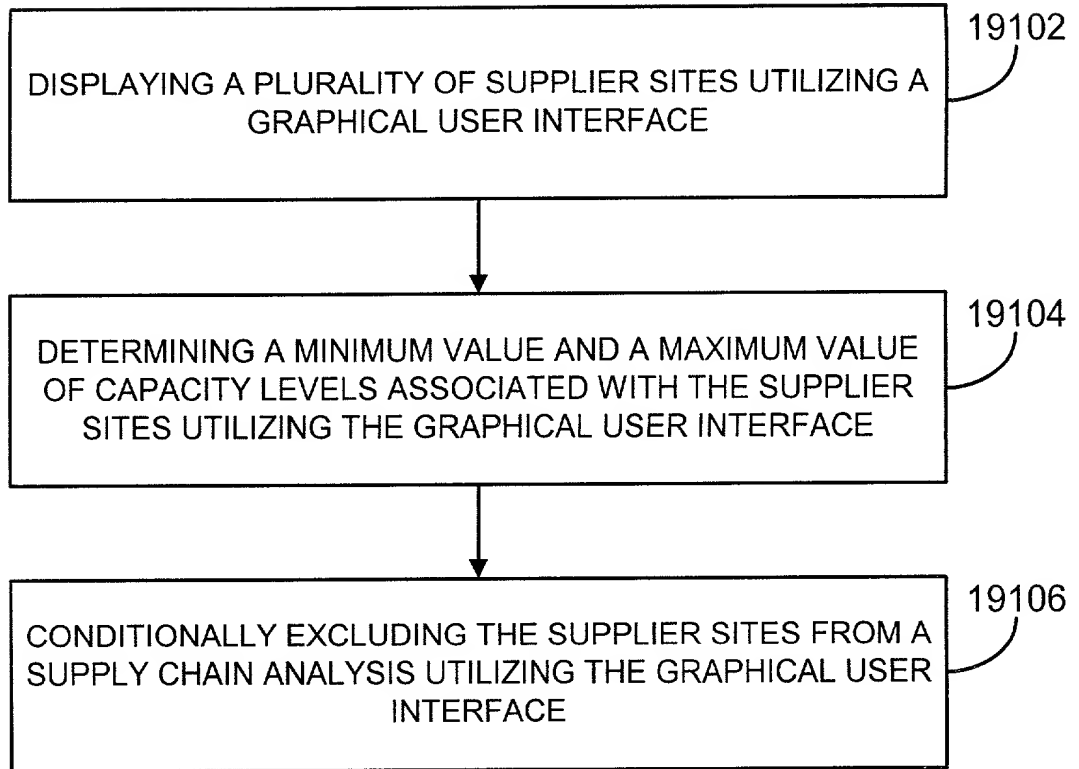 19102
DISPLAYING A PLURALITY OF SUPPLIER SITES UTILIZING A
GRAPHICAL USER INTERFACE
19104
DETERMINING A MINIMUM VALUE AND A MAXIMUM VALUE
OF CAPACITY LEVELS ASSOCIATED WITH THE SUPPLIER
SITES UTILIZING THE GRAPHICAL USER INTERFACE
19106
CONDITIONALLY EXCLUDING THE SUPPLIER SITES FROM A
SUPPLY CHAIN ANALYSIS UTILIZING THE GRAPHICAL USER
INTERFACE